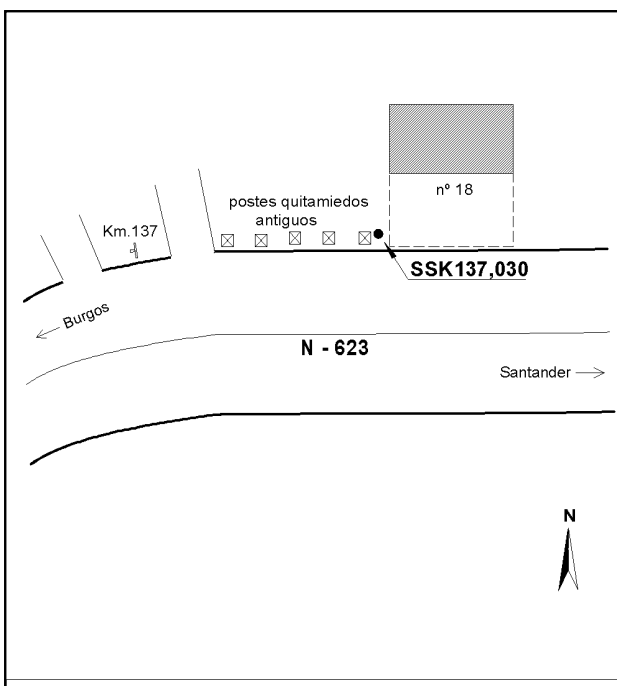 nº 18
postes quitamiedos
antiguos
Km.137
SSK137,030
Burgos
N - 623
Santander
N